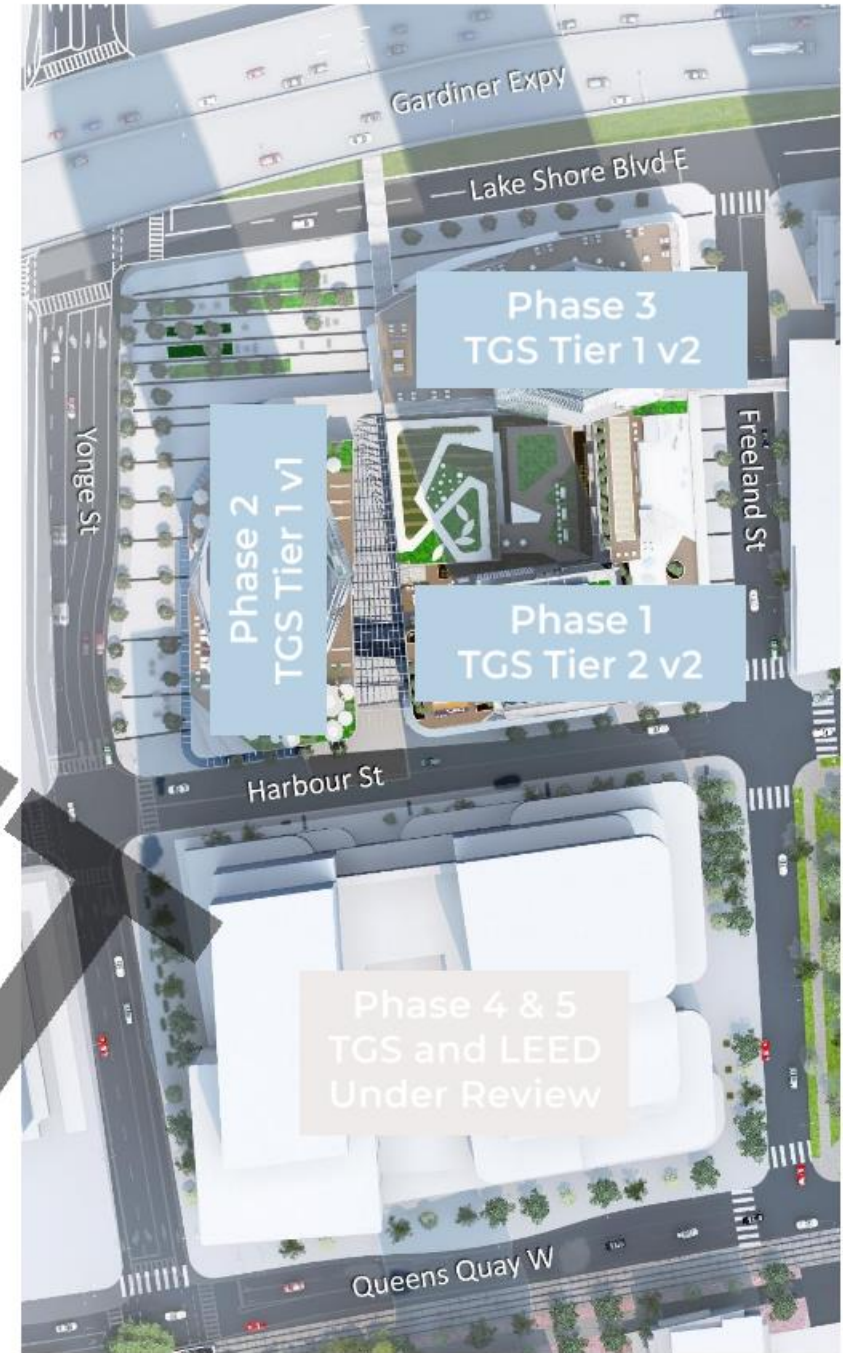 Gardiner Expy
Lake Shore Blvd E
Phase 3
TGS Tier 1 v2
Yonge St
Phase 2
TGS Tier 1 v1
Freeland St
Phase 1
TGS Tier 2 v2
Harbour St
Phase 4 & 5
TGS and LEED
Under Review
Queens Quay W